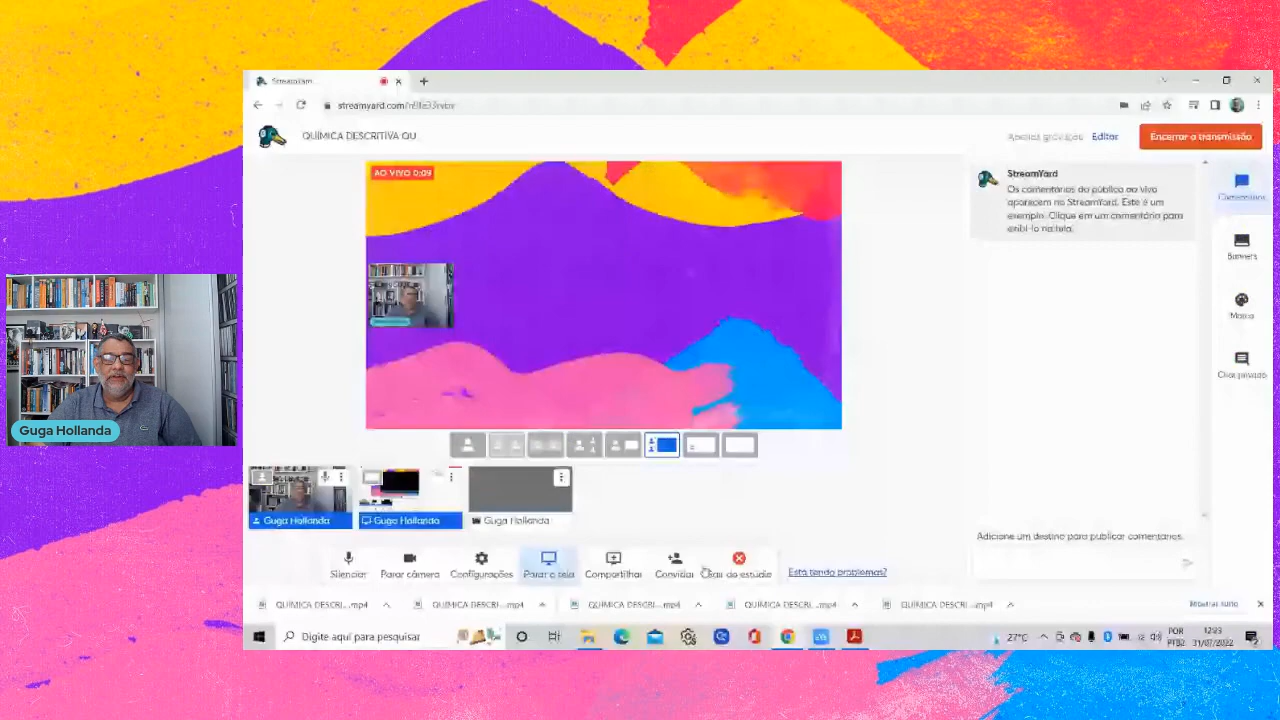 StreamYard
streamyard.com/
QUÍMICA DESCRITIVA QU
Apenas gravação
Editar
Encerrar a transmissão
AO VIVO 0:09
StreamYard
Os comentários do público ao vivo
aparecem no StreamYard. Este é um
exemplo. Clique em um comentário para
exibi-lo na tela.
Comentários
Banners
Marca
Chat privado
Guga Hollanda
Guga Hollanda
Guga Hollanda
Guga Hollanda
Adicione um destino para publicar comentários.
Silenciar
Parar câmera
Configurações
Parar a tela
Compartilhar
Convidar
Sair do estúdio
Está tendo problemas?
QUÍMICA DESCRI....mp4
QUÍMICA DESCRI....mp4
QUÍMICA DESCRI....mp4
QUÍMICA DESCRI....mp4
QUÍMICA DESCRI....mp4
Mostrar tudo
Digite aqui para pesquisar
27°C
POR
PTB2
12:23
31/07/2022